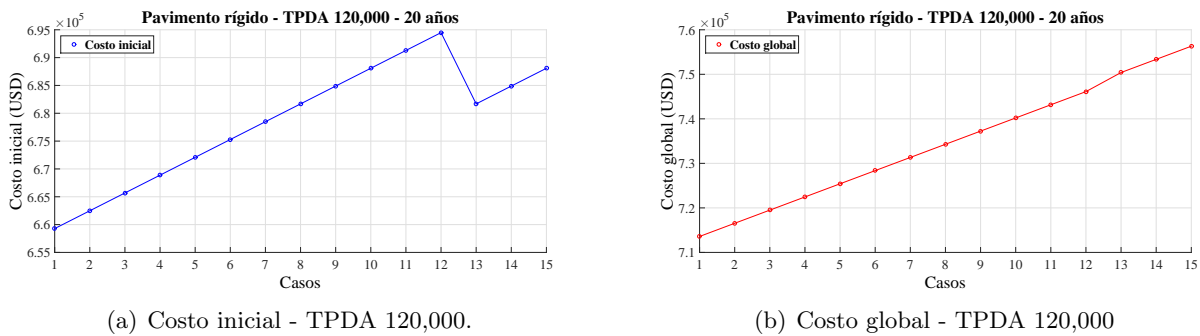 Pavimento rígido - TPDA 120,000 - 20 años
×10⁵
Costo inicial
Costo inicial (USD)
6.95
6.9
6.85
6.8
6.75
6.7
6.65
6.6
6.55
1 2 3 4 5 6 7 8 9 10 11 12 13 14 15
Casos
(a) Costo inicial - TPDA 120,000.
Pavimento rígido - TPDA 120,000 - 20 años
×10⁵
Costo global
Costo global (USD)
7.6
7.55
7.5
7.4
7.3
7.2
7.1
1 2 3 4 5 6 7 8 9 10 11 12 13 14 15
Casos
(b) Costo global - TPDA 120,000